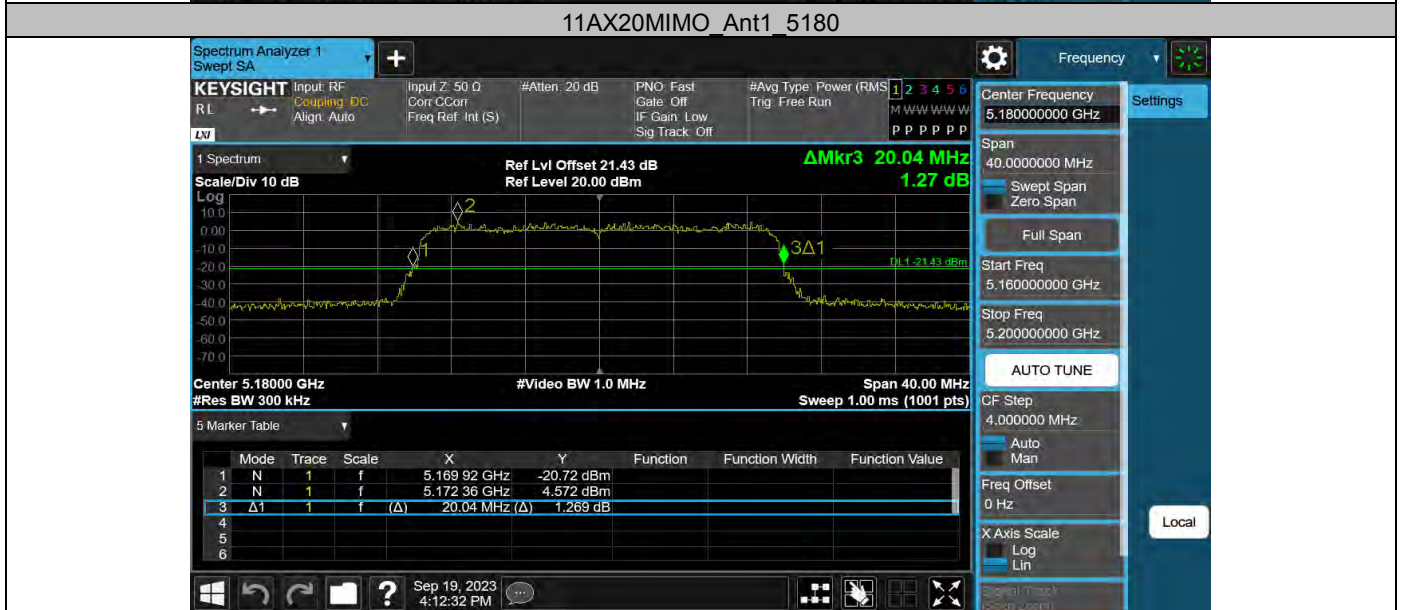 11AX20MIMO_Ant1_5180
Spectrum Analyzer 1
Swept SA
+
Frequency
KEYSIGHT
RL
LXI
Input: RF
Coupling: DC
Align: Auto
Input Z: 50 Ω
Corr CCorr
Freq Ref: Int (S)
#Atten: 20 dB
PNO: Fast
Gate: Off
IF Gain: Low
Sig Track: Off
#Avg Type: Power (RMS
Trig: Free Run
1 2 3 4 5 6
M W W W W W
P P P P P P
1 Spectrum
Scale/Div 10 dB
Ref Lvl Offset 21.43 dB
Ref Level 20.00 dBm
ΔMkr3 20.04 MHz
1.27 dB
Log
10.0
0.00
-10.0
-20.0
-30.0
-40.0
-50.0
-60.0
-70.0
1
2
3Δ1
DL1 -21.43 dBm
Center 5.18000 GHz
#Video BW 1.0 MHz
Span 40.00 MHz
#Res BW 300 kHz
Sweep 1.00 ms (1001 pts)
5 Marker Table
Mode Trace Scale X Y Function Function Width Function Value
1 N 1 f 5.169 92 GHz -20.72 dBm
2 N 1 f 5.172 36 GHz 4.572 dBm
3 Δ1 1 f (Δ) 20.04 MHz (Δ) 1.269 dB
4
5
6
Center Frequency
5.180000000 GHz
Settings
Span
40.0000000 MHz
Swept Span
Zero Span
Full Span
Start Freq
5.160000000 GHz
Stop Freq
5.200000000 GHz
AUTO TUNE
CF Step
4.000000 MHz
Auto
Man
Freq Offset
0 Hz
X Axis Scale
Log
Lin
Local
?
Sep 19, 2023
4:12:32 PM